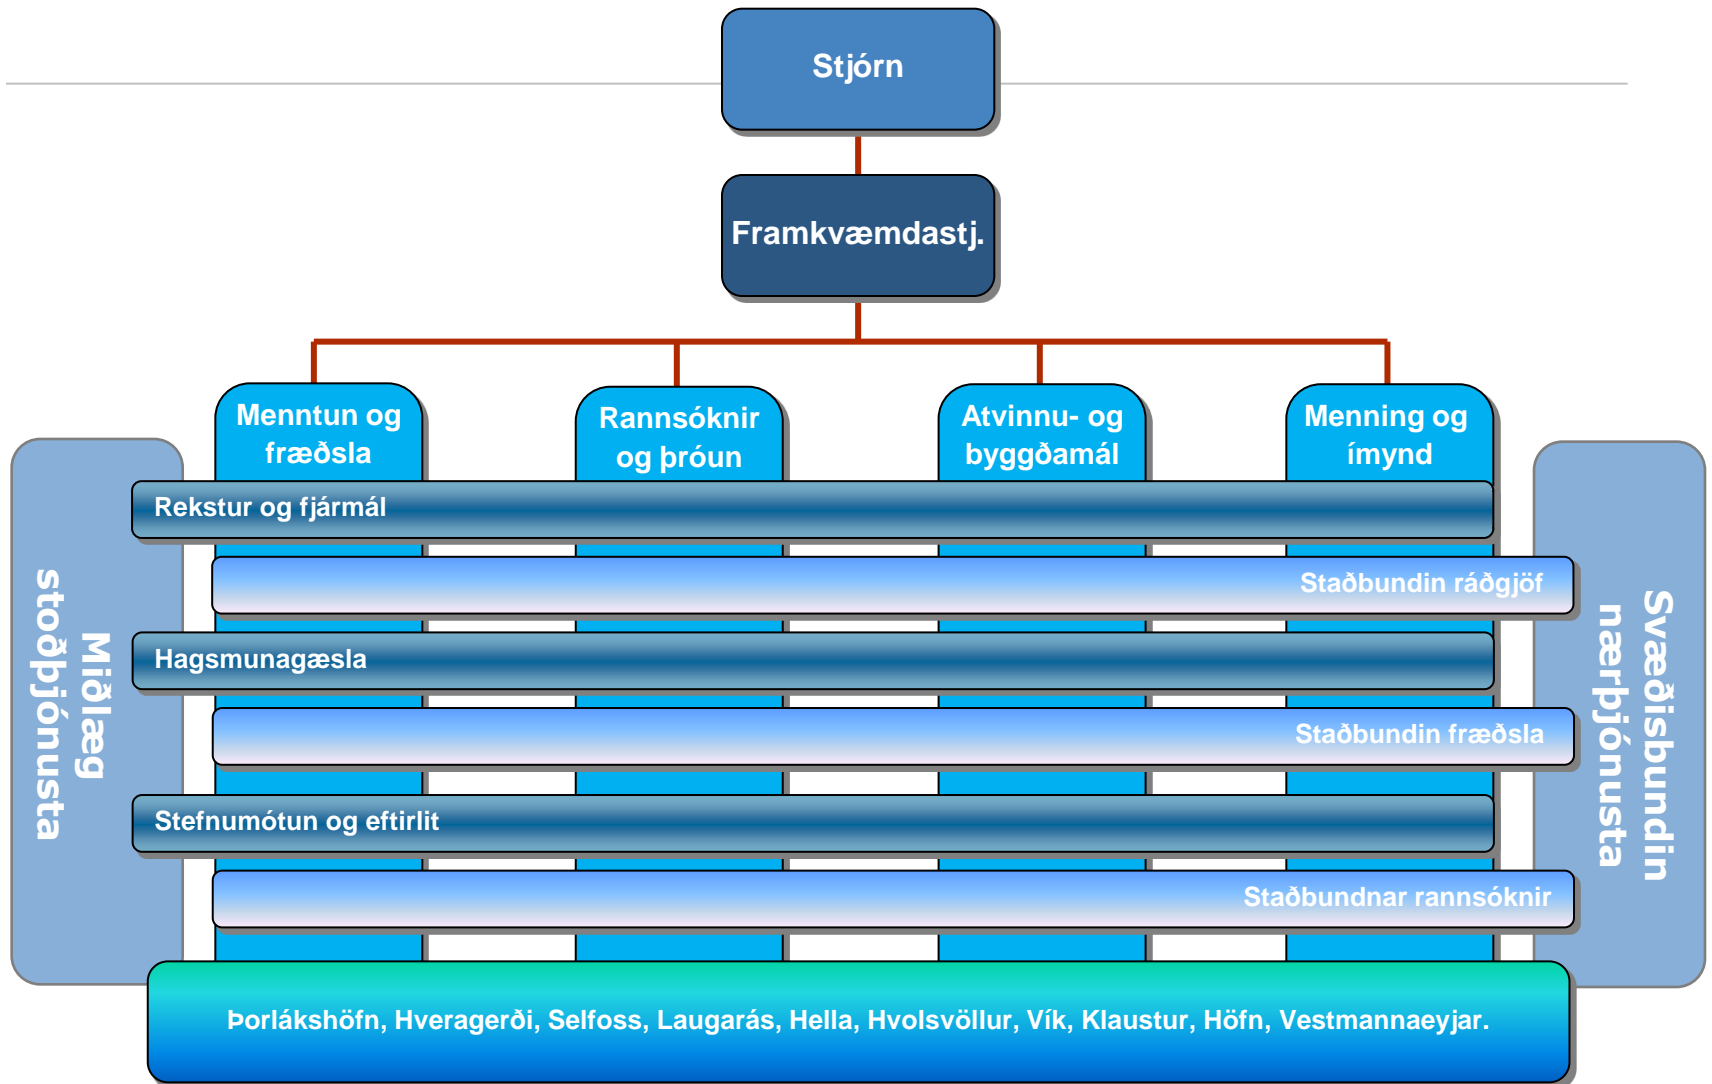 Stjórn
Framkvæmdastj.
Menntun og
fræðsla
Rannsóknir
og þróun
Atvinnu- og
byggðamál
Menning og
ímynd
Miðlæg
stoðþjónusta
Svæðisbundin
nærþjónusta
Rekstur og fjármál
Staðbundin ráðgjöf
Hagsmunagæsla
Staðbundin fræðsla
Stefnumótun og eftirlit
Staðbundnar rannsóknir
Þorlákshöfn, Hveragerði, Selfoss, Laugarás, Hella, Hvolsvöllur, Vík, Klaustur, Höfn, Vestmannaeyjar.